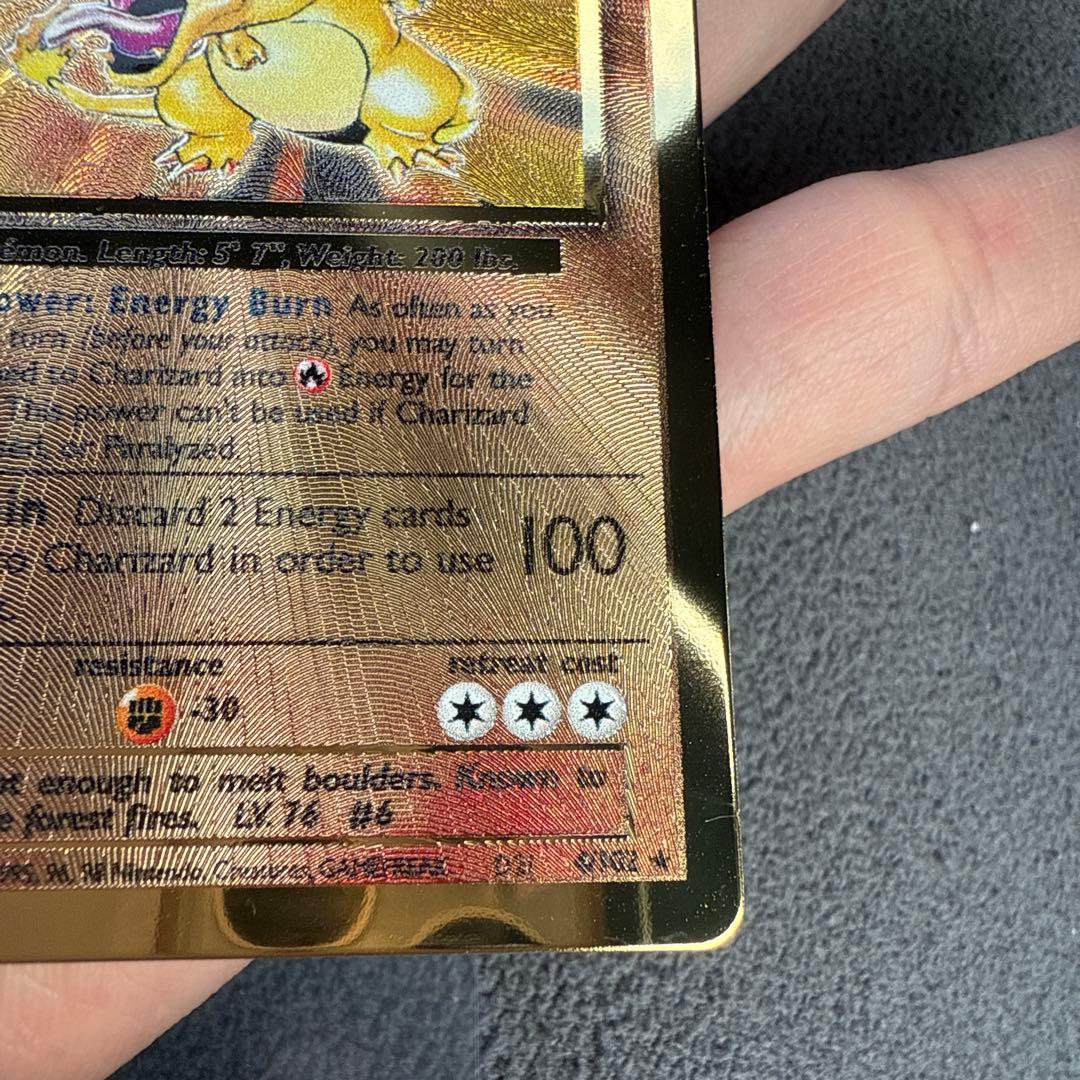 émon. Length: 5' 7", Weight: 200 lbs.
ower: Energy Burn As often as you
turn (before your attack), you may turn
ed to Charizard into Energy for the
This power can't be used if Charizard
or Paralyzed.
in Discard 2 Energy cards
o Charizard in order to use 100
resistance retreat cost
-30
t enough to melt boulders. Known to
e forest fires. LV. 76 #6
Nintendo, Creatures, GAMEFREAK